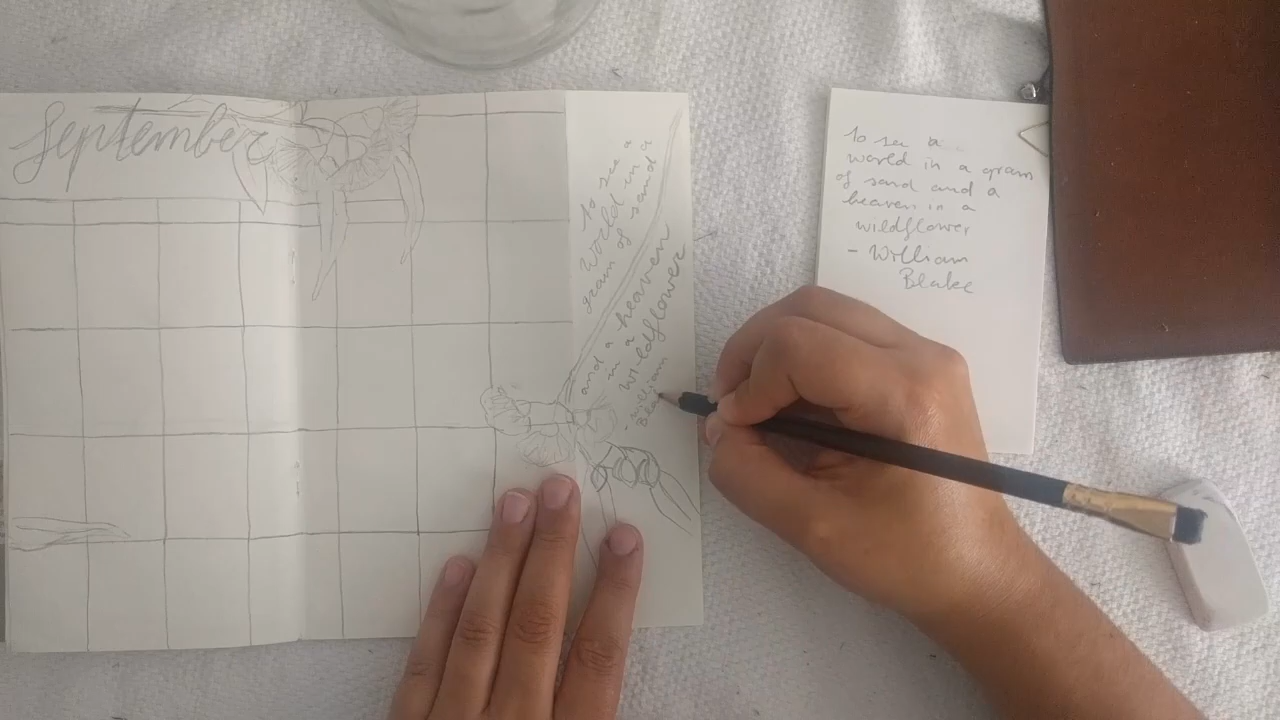 September
to see a
world in a
grain of
sand
and a heaven
in a
wildflower
- William
Blake
to see a
world in a gram
of sand and a
heaven in a
wildflower
- William
Blake